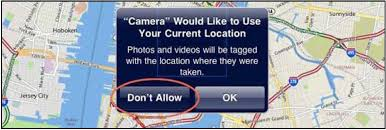 Hoboken
Sunnyside
"Camera" Would Like to Use
Your Current Location
Photos and videos will be tagged
with the location where they were
taken.
Jersey City
Don't Allow
OK